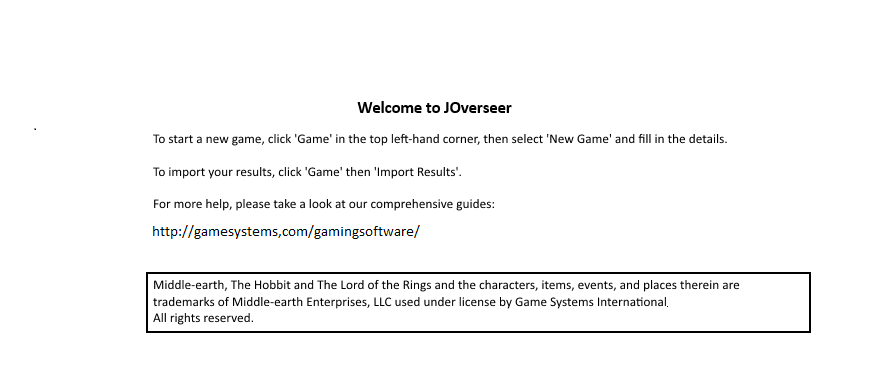 Welcome to JOverseer
To start a new game, click 'Game' in the top left-hand corner, then select 'New Game' and fill in the details.
To import your results, click 'Game' then 'Import Results'.
For more help, please take a look at our comprehensive guides:
http://gamesystems,com/gamingsoftware/
Middle-earth, The Hobbit and The Lord of the Rings and the characters, items, events, and places therein are
trademarks of Middle-earth Enterprises, LLC used under license by Game Systems International.
All rights reserved.